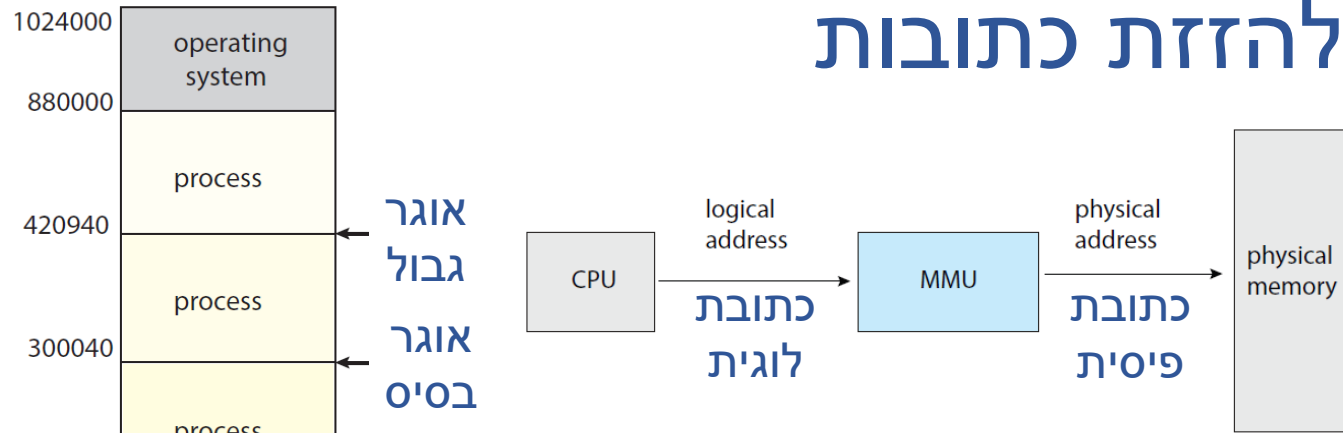 להזזת כתובות
1024000
operating
system
880000
process
420940
אוגר
גבול
process
300040
אוגר
בסיס
process
CPU
logical
address
כתובת
לוגית
MMU
physical
address
כתובת
פיסית
physical
memory